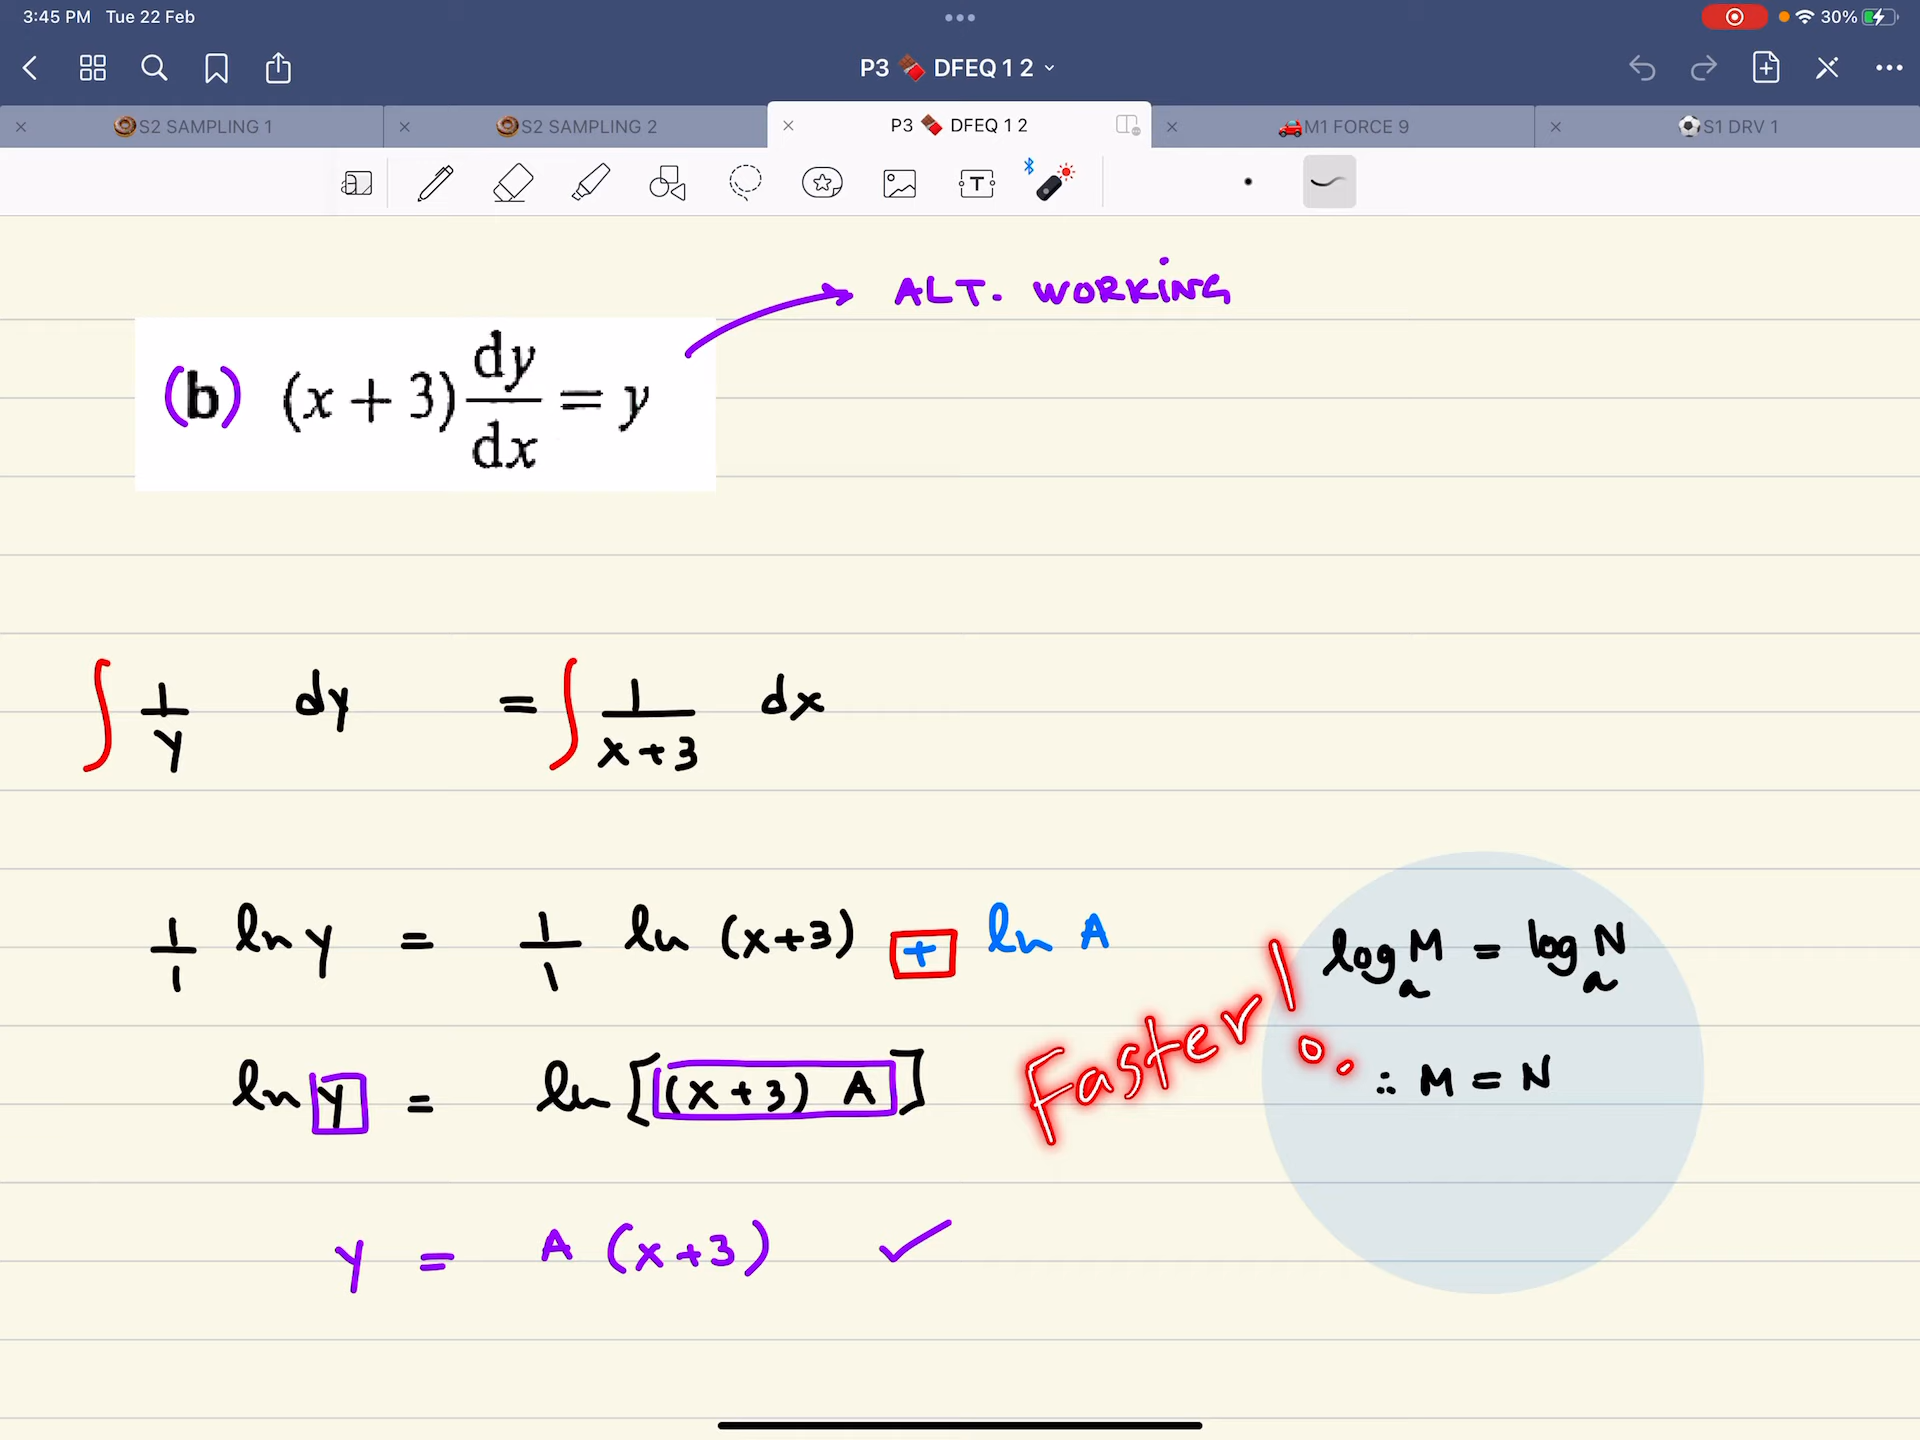 3:45 PM Tue 22 Feb
30%
P3 🍫 DFEQ 1 2
S2 SAMPLING 1
S2 SAMPLING 2
P3 🍫 DFEQ 1 2
M1 FORCE 9
S1 DRV 1
ALT. WORKING
(b) (x + 3) dy/dx = y
∫ 1/y dy = ∫ 1/(x+3) dx
1/1 ln y = 1/1 ln (x+3) + ln A
ln y = ln [(x+3) A]
y = A (x+3) ✓
Faster!
logₐ M = logₐ N
∴ M = N